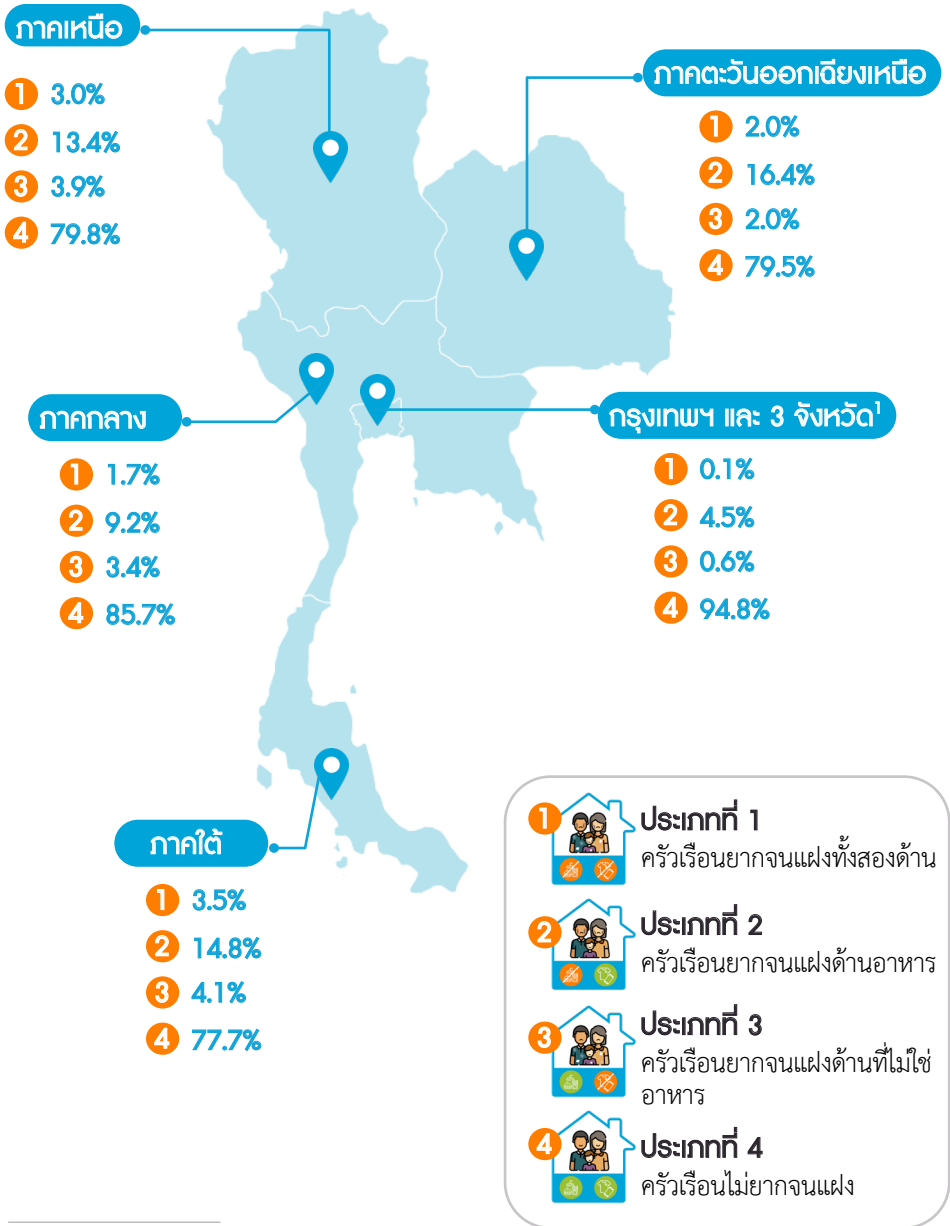 ภาคเหนือ
1 3.0%
2 13.4%
3 3.9%
4 79.8%
ภาคตะวันออกเฉียงเหนือ
1 2.0%
2 16.4%
3 2.0%
4 79.5%
ภาคกลาง
1 1.7%
2 9.2%
3 3.4%
4 85.7%
กรุงเทพฯ และ 3 จังหวัด¹
1 0.1%
2 4.5%
3 0.6%
4 94.8%
ภาคใต้
1 3.5%
2 14.8%
3 4.1%
4 77.7%
1 ประเภทที่ 1
ครัวเรือนยากจนแฝงทั้งสองด้าน
2 ประเภทที่ 2
ครัวเรือนยากจนแฝงด้านอาหาร
3 ประเภทที่ 3
ครัวเรือนยากจนแฝงด้านที่ไม่ใช่
อาหาร
4 ประเภทที่ 4
ครัวเรือนไม่ยากจนแฝง